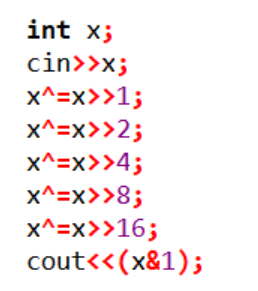 int x;
cin>>x;
x^=x>>1;
x^=x>>2;
x^=x>>4;
x^=x>>8;
x^=x>>16;
cout<<(x&1);